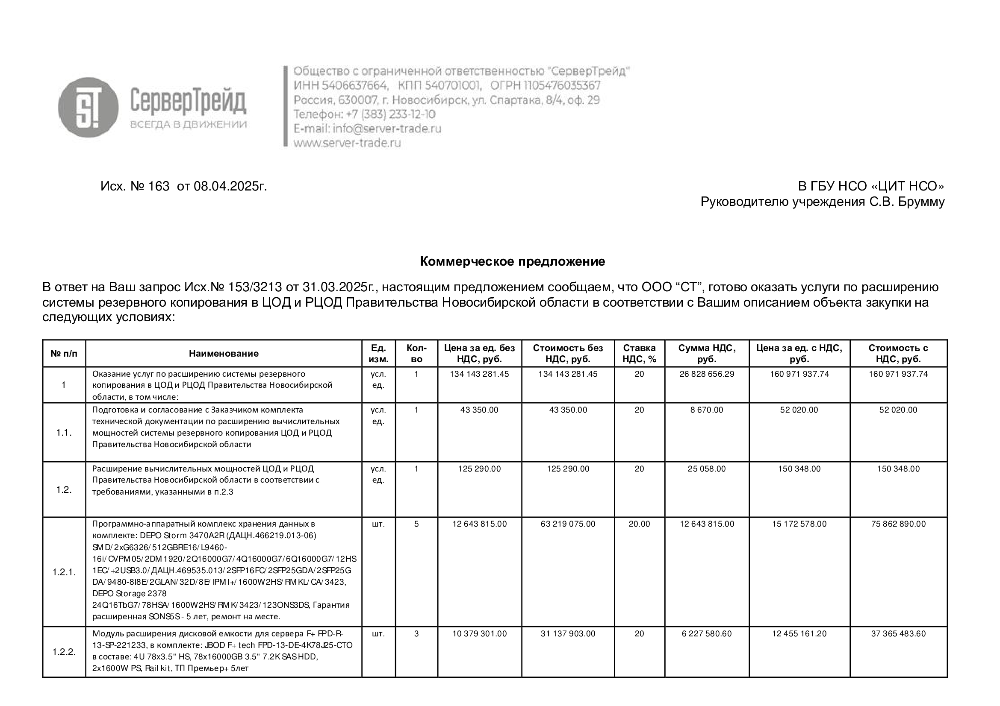 СерверТрейд
ВСЕГДА В ДВИЖЕНИИ
Общество с ограниченной ответственностью "СерверТрейд"
ИНН 5406637664, КПП 540701001, ОГРН 1105476035367
Россия, 630007, г. Новосибирск, ул. Спартака, 8/4, оф. 29
Телефон: +7 (383) 233-12-10
E-mail: info@server-trade.ru
www.server-trade.ru
Исх. № 163 от 08.04.2025г.
В ГБУ НСО «ЦИТ НСО»
Руководителю учреждения С.В. Брумму
Коммерческое предложение
В ответ на Ваш запрос Исх.№ 153/3213 от 31.03.2025г., настоящим предложением сообщаем, что ООО “СТ”, готово оказать услуги по расширению
системы резервного копирования в ЦОД и РЦОД Правительства Новосибирской области в соответствии с Вашим описанием объекта закупки на
следующих условиях:
№ п/п Наименование Ед. изм. Кол-во Цена за ед. без НДС, руб. Стоимость без НДС, руб. Ставка НДС, % Сумма НДС, руб. Цена за ед. с НДС, руб. Стоимость с НДС, руб.
1 Оказание услуг по расширению системы резервного усл. 1 134 143 281.45 134 143 281.45 20 26 828 656.29 160 971 937.74 160 971 937.74
копирования в ЦОД и РЦОД Правительства Новосибирской ед.
области, в том числе:
1.1. Подготовка и согласование с Заказчиком комплекта усл. 1 43 350.00 43 350.00 20 8 670.00 52 020.00 52 020.00
технической документации по расширению вычислительных ед.
мощностей системы резервного копирования ЦОД и РЦОД
Правительства Новосибирской области
1.2. Расширение вычислительных мощностей ЦОД и РЦОД усл. 1 125 290.00 125 290.00 20 25 058.00 150 348.00 150 348.00
Правительства Новосибирской области в соответствии с ед.
требованиями, указанными в п.2.3
1.2.1. Программно-аппаратный комплекс хранения данных в шт. 5 12 643 815.00 63 219 075.00 20.00 12 643 815.00 15 172 578.00 75 862 890.00
комплекте: DEPO Storm 3470A2R (ДАЦН.466219.013-06)
SMD/2xG6326/512GBRE16/L9460-
16i/CVPM05/2DM1920/2Q16000G7/4Q16000G7/6Q16000G7/12HS
1EC/+2USB3.0/ДАЦН.469535.013/2SFP16FC/2SFP25GDA/2SFP25G
DA/9480-8I8E/2GLAN/32D/8E/IPMI+/1600W2HS/RMKL/CA/3423,
DEPO Storage 2378
24Q16TbG7/78HSA/1600W2HS/RMK/3423/123ONS3DS, Гарантия
расширенная SONS5S - 5 лет, ремонт на месте.
1.2.2. Модуль расширения дисковой емкости для сервера F+ FPD-R- шт. 3 10 379 301.00 31 137 903.00 20 6 227 580.60 12 455 161.20 37 365 483.60
13-SP-221233, в комплекте: JBOD F+ tech FPD-13-DE-4K78J25-CTO
в составе: 4U 78x3.5" HS, 78x16000GB 3.5" 7.2K SAS HDD,
2x1600W PS, Rail kit, ТП Премьер+ 5лет